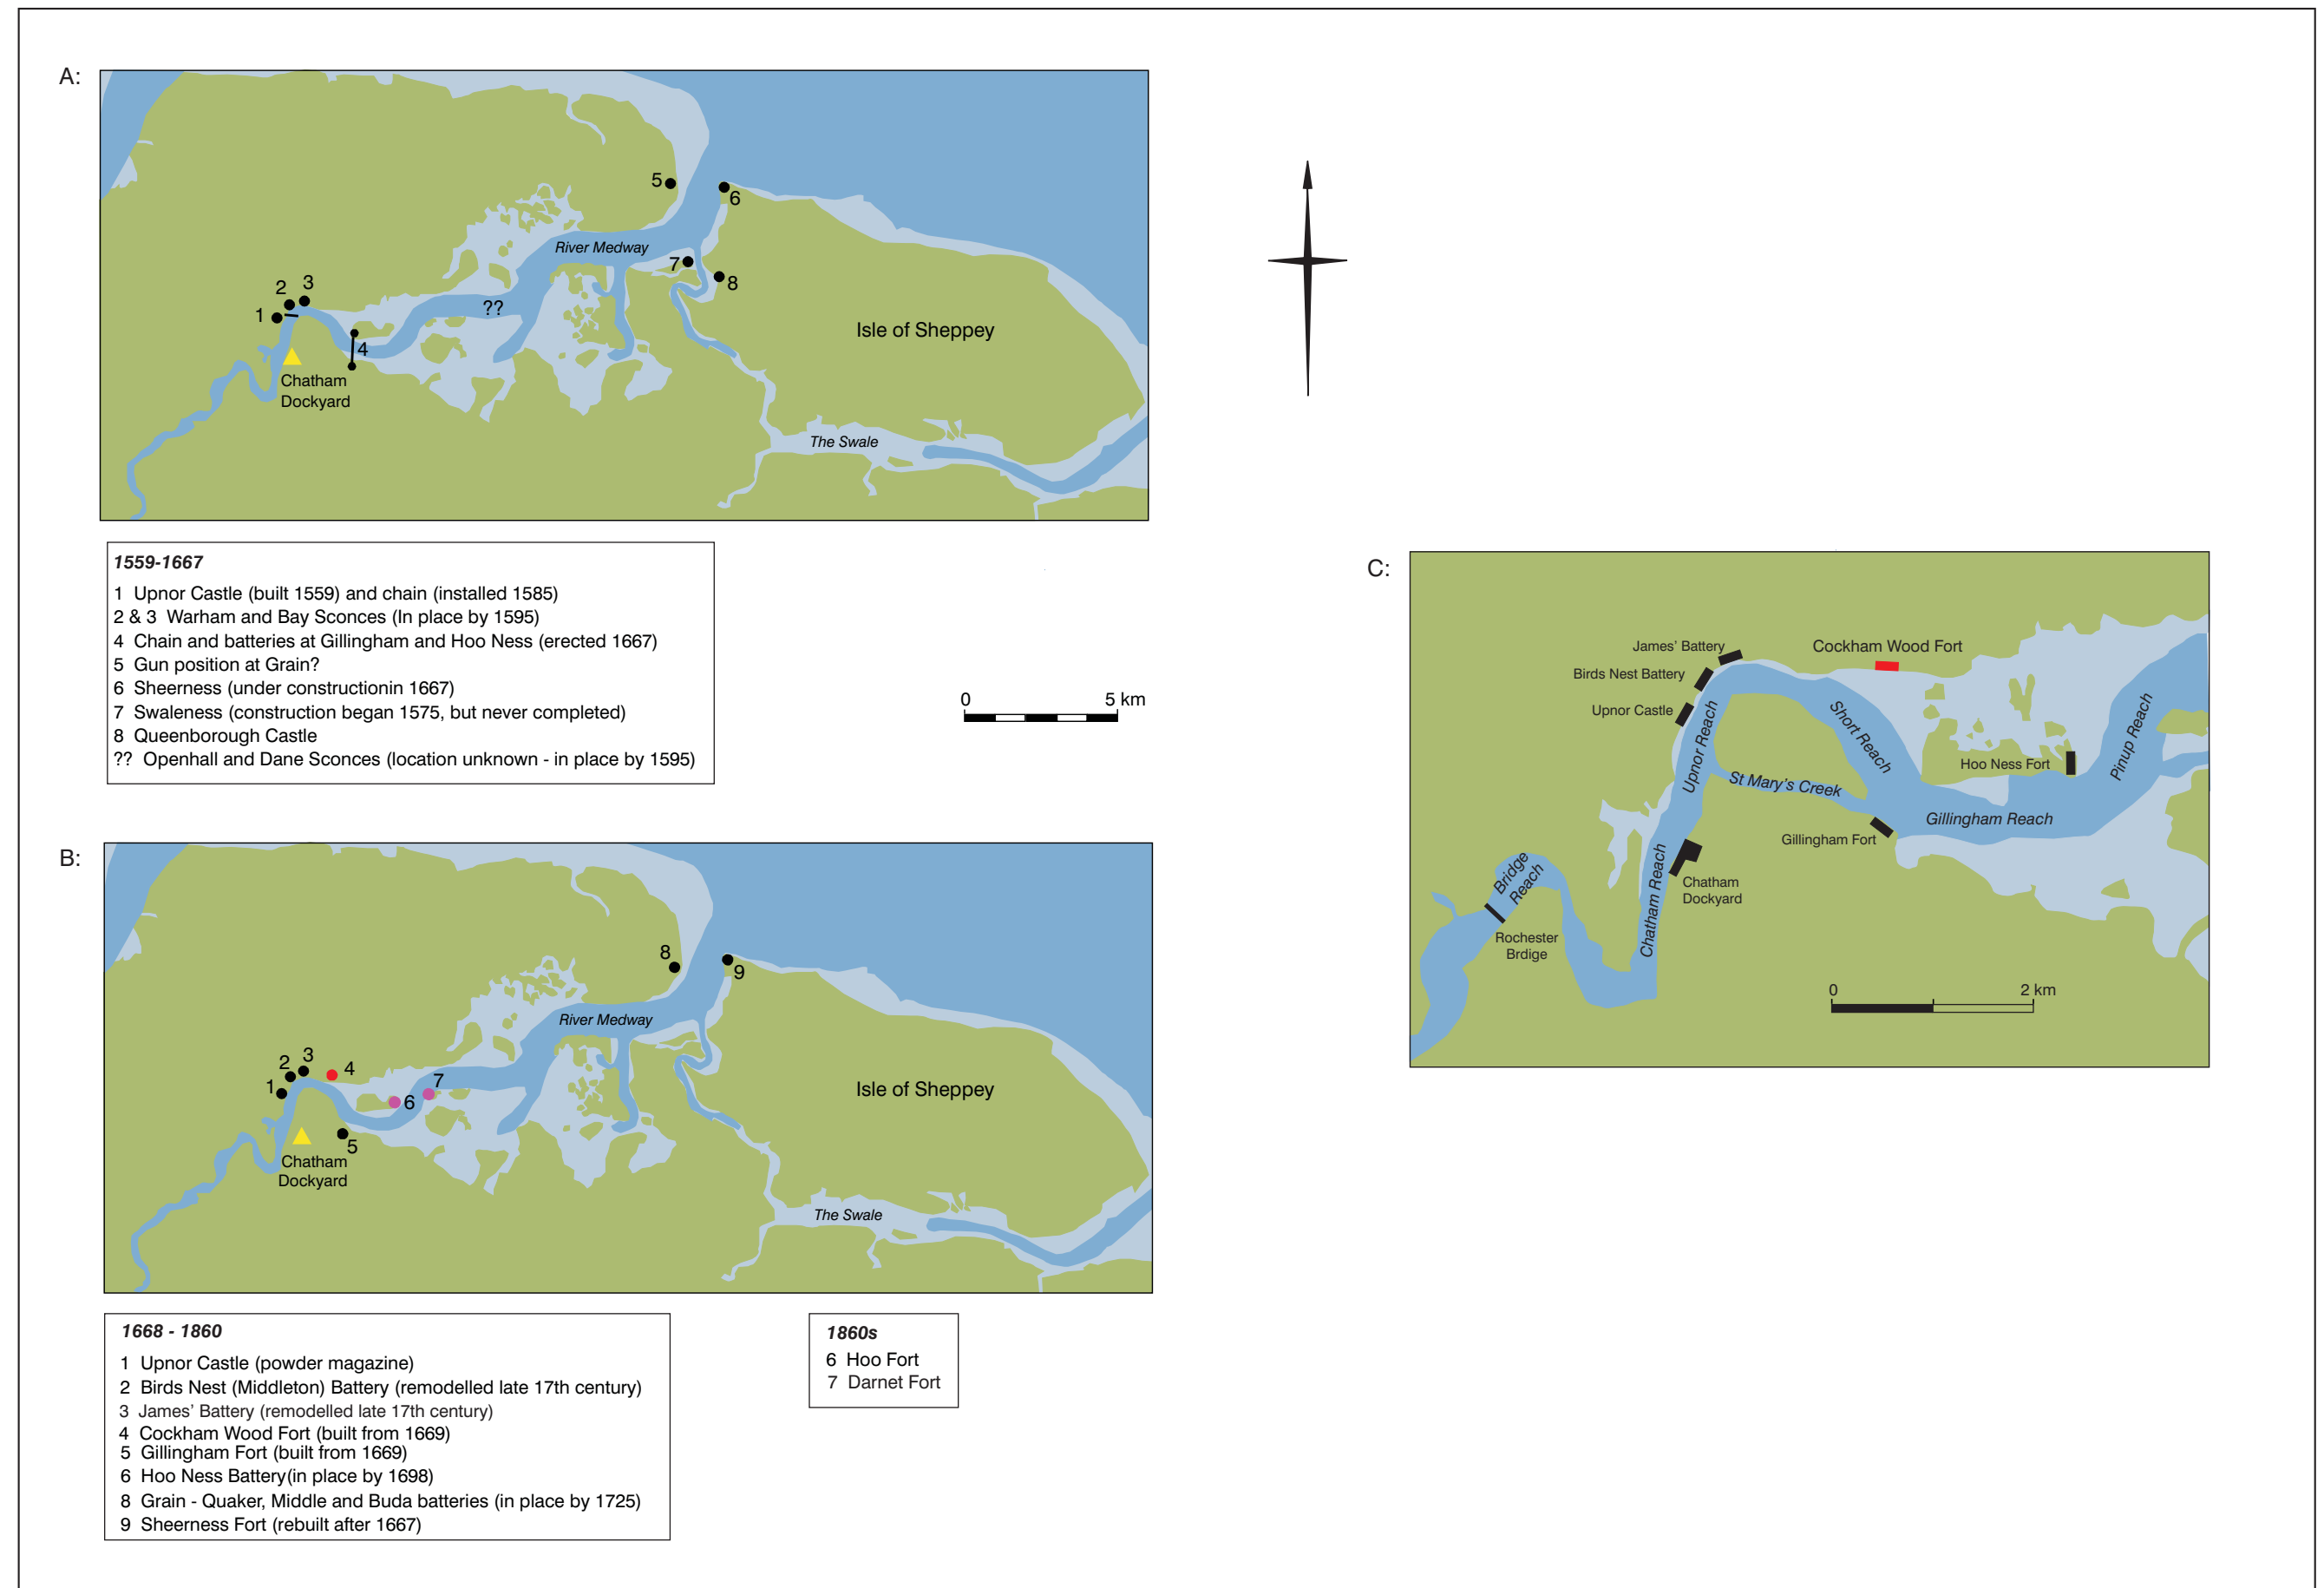 A:
5
6
River Medway
7
8
2
3
1
??
4
Isle of Sheppey
Chatham
Dockyard
The Swale
1559-1667
1 Upnor Castle (built 1559) and chain (installed 1585)
2 & 3 Warham and Bay Sconces (In place by 1595)
4 Chain and batteries at Gillingham and Hoo Ness (erected 1667)
5 Gun position at Grain?
6 Sheerness (under constructionin 1667)
7 Swaleness (construction began 1575, but never completed)
8 Queenborough Castle
?? Openhall and Dane Sconces (location unknown - in place by 1595)
0 5 km
B:
8
9
River Medway
2
3
4
1
7
6
5
Isle of Sheppey
Chatham
Dockyard
The Swale
1668 - 1860
1 Upnor Castle (powder magazine)
2 Birds Nest (Middleton) Battery (remodelled late 17th century)
3 James' Battery (remodelled late 17th century)
4 Cockham Wood Fort (built from 1669)
5 Gillingham Fort (built from 1669)
6 Hoo Ness Battery(in place by 1698)
8 Grain - Quaker, Middle and Buda batteries (in place by 1725)
9 Sheerness Fort (rebuilt after 1667)
1860s
6 Hoo Fort
7 Darnet Fort
C:
James' Battery
Cockham Wood Fort
Birds Nest Battery
Upnor Castle
Upnor Reach
Short Reach
Pinup Reach
Hoo Ness Fort
St Mary's Creek
Gillingham Reach
Gillingham Fort
Bridge
Reach
Chatham Reach
Chatham
Dockyard
Rochester
Brdige
0 2 km